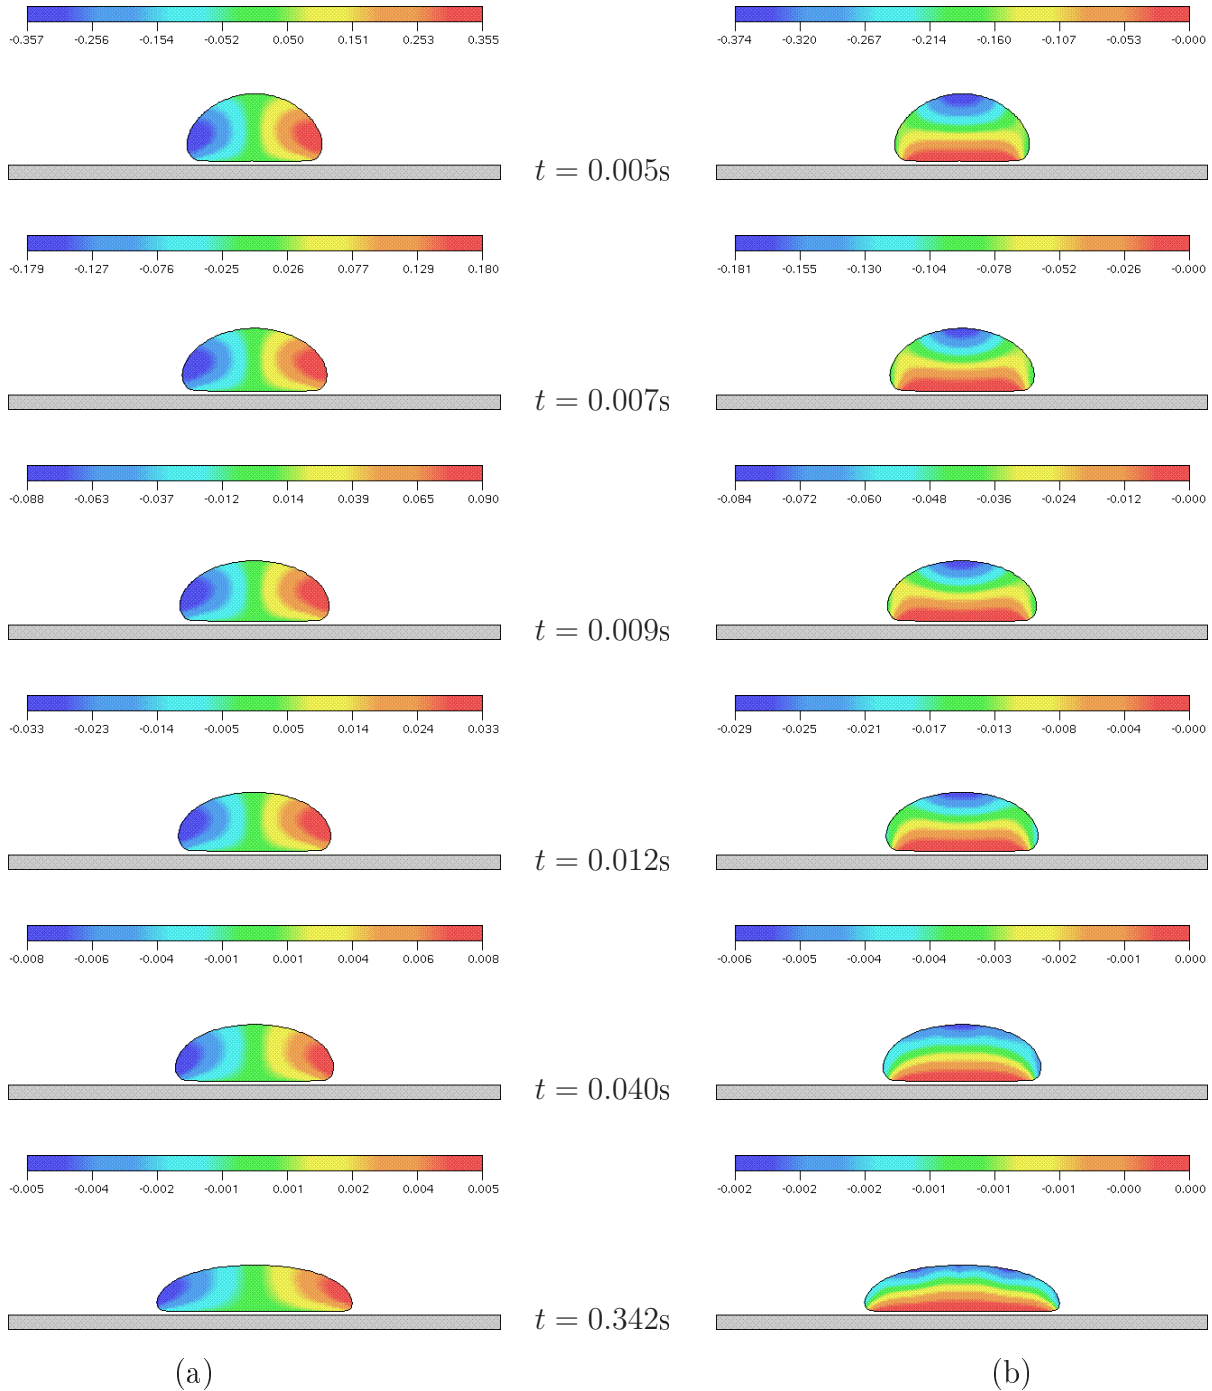 -0.357 -0.256 -0.154 -0.052 0.050 0.151 0.253 0.355
-0.374 -0.320 -0.267 -0.214 -0.160 -0.107 -0.053 -0.000
t = 0.005s
-0.179 -0.127 -0.076 -0.025 0.026 0.077 0.129 0.180
-0.181 -0.155 -0.130 -0.104 -0.078 -0.052 -0.026 -0.000
t = 0.007s
-0.088 -0.063 -0.037 -0.012 0.014 0.039 0.065 0.090
-0.084 -0.072 -0.060 -0.048 -0.036 -0.024 -0.012 -0.000
t = 0.009s
-0.033 -0.023 -0.014 -0.005 0.005 0.014 0.024 0.033
-0.029 -0.025 -0.021 -0.017 -0.013 -0.008 -0.004 -0.000
t = 0.012s
-0.008 -0.006 -0.004 -0.001 0.001 0.004 0.006 0.008
-0.006 -0.005 -0.004 -0.004 -0.003 -0.002 -0.001 0.000
t = 0.040s
-0.005 -0.004 -0.002 -0.001 0.001 0.002 0.004 0.005
-0.002 -0.002 -0.002 -0.001 -0.001 -0.001 -0.000 0.000
t = 0.342s
(a) (b)